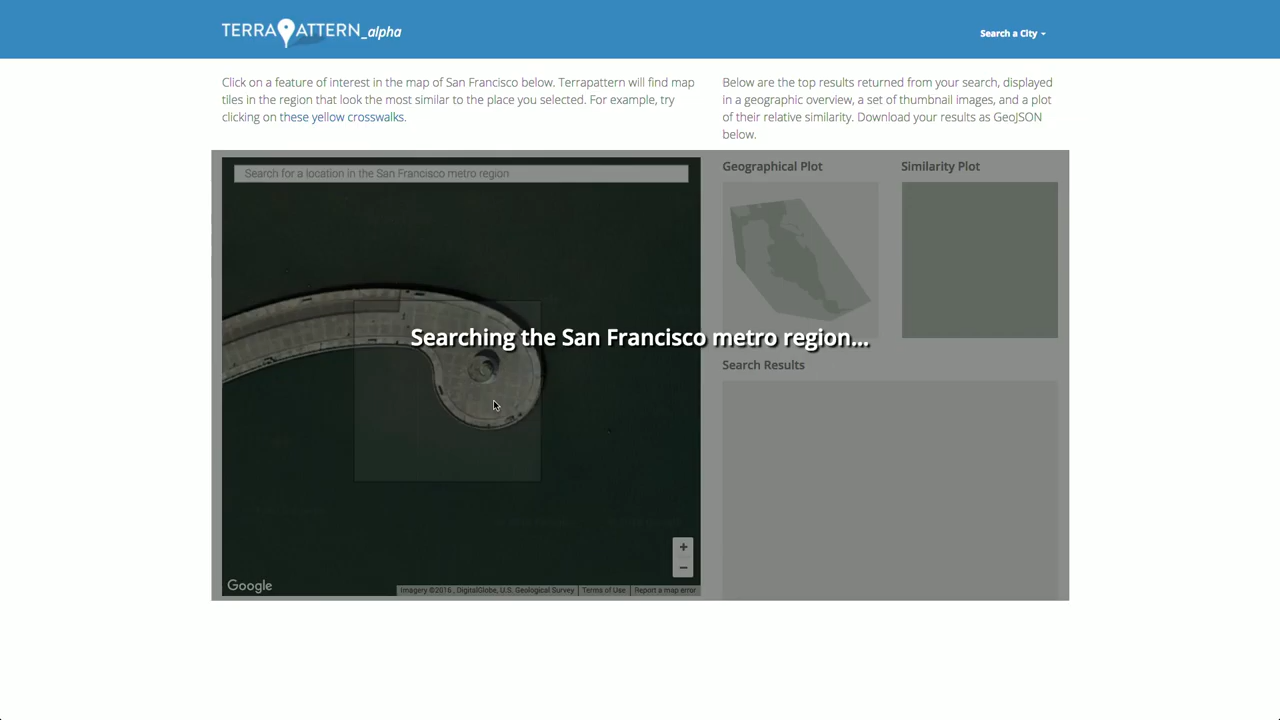 TERRAPATTERN_alpha
Search a City
Click on a feature of interest in the map of San Francisco below. Terrapattern will find map
tiles in the region that look the most similar to the place you selected. For example, try
clicking on these yellow crosswalks.
Below are the top results returned from your search, displayed
in a geographic overview, a set of thumbnail images, and a plot
of their relative similarity. Download your results as GeoJSON
below.
Search for a location in the San Francisco metro region
Geographical Plot
Similarity Plot
Searching the San Francisco metro region...
Search Results
+
−
Google
Imagery ©2016 , DigitalGlobe, U.S. Geological Survey
Terms of Use
Report a map error